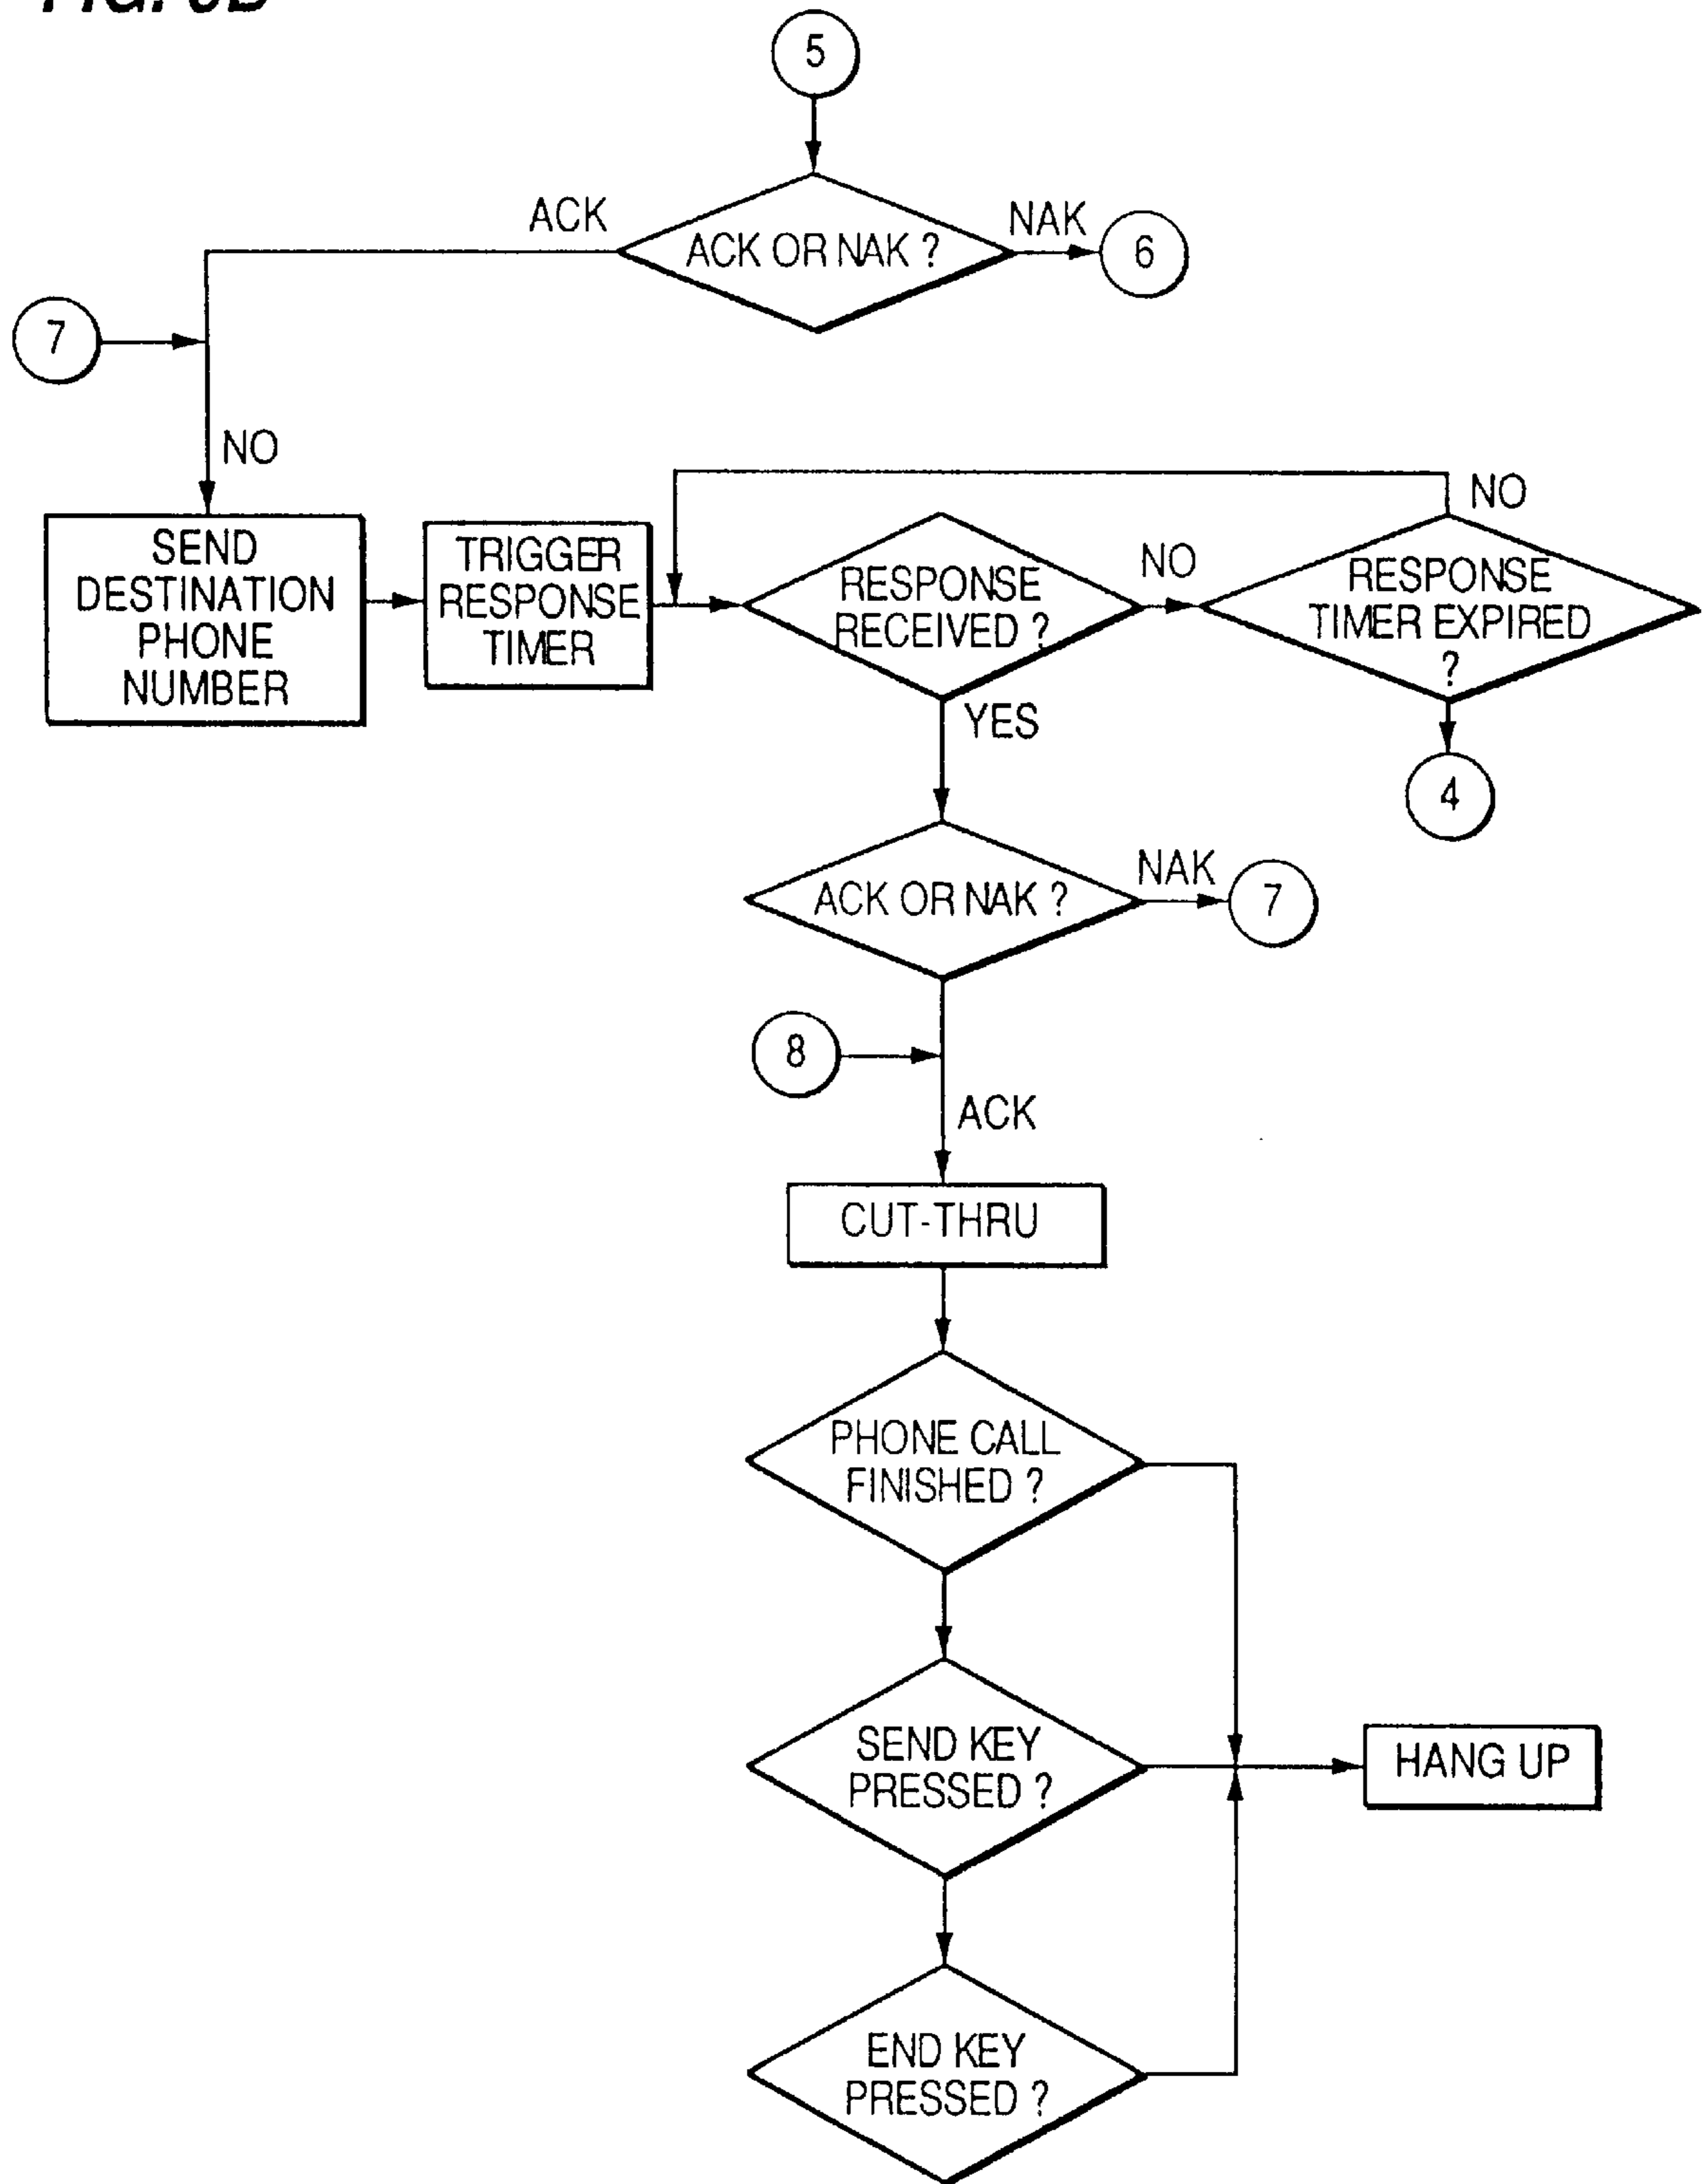 5
ACK
ACK OR NAK ?
NAK
6
7
NO
SEND
DESTINATION
PHONE
NUMBER
TRIGGER
RESPONSE
TIMER
RESPONSE
RECEIVED ?
NO
NO
RESPONSE
TIMER EXPIRED
?
YES
4
ACK OR NAK ?
NAK
7
8
ACK
CUT-THRU
PHONE CALL
FINISHED ?
SEND KEY
PRESSED ?
HANG UP
END KEY
PRESSED ?